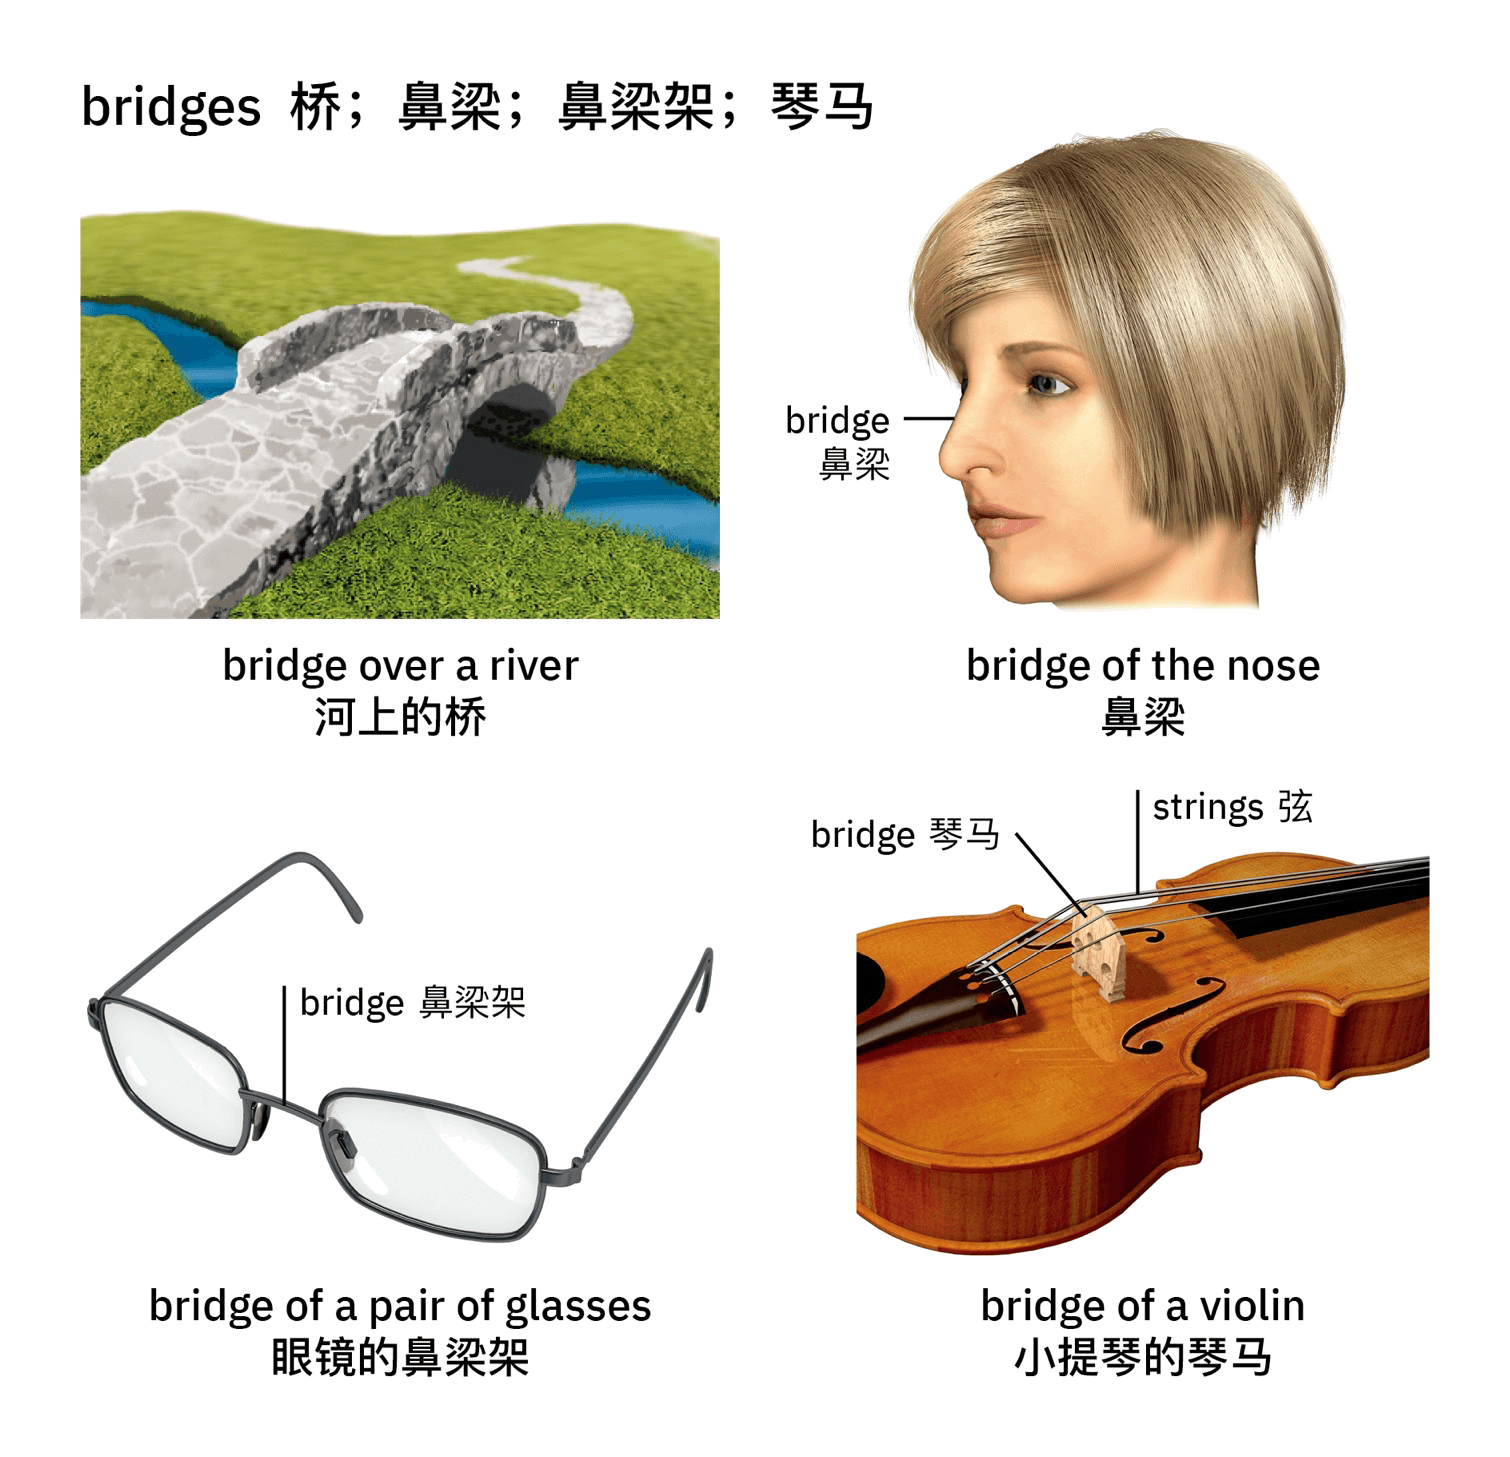 bridges 桥；鼻梁；鼻梁架；琴马
bridge
鼻梁
bridge over a river
河上的桥
bridge of the nose
鼻梁
strings 弦
bridge 琴马
bridge 鼻梁架
bridge of a pair of glasses
眼镜的鼻梁架
bridge of a violin
小提琴的琴马